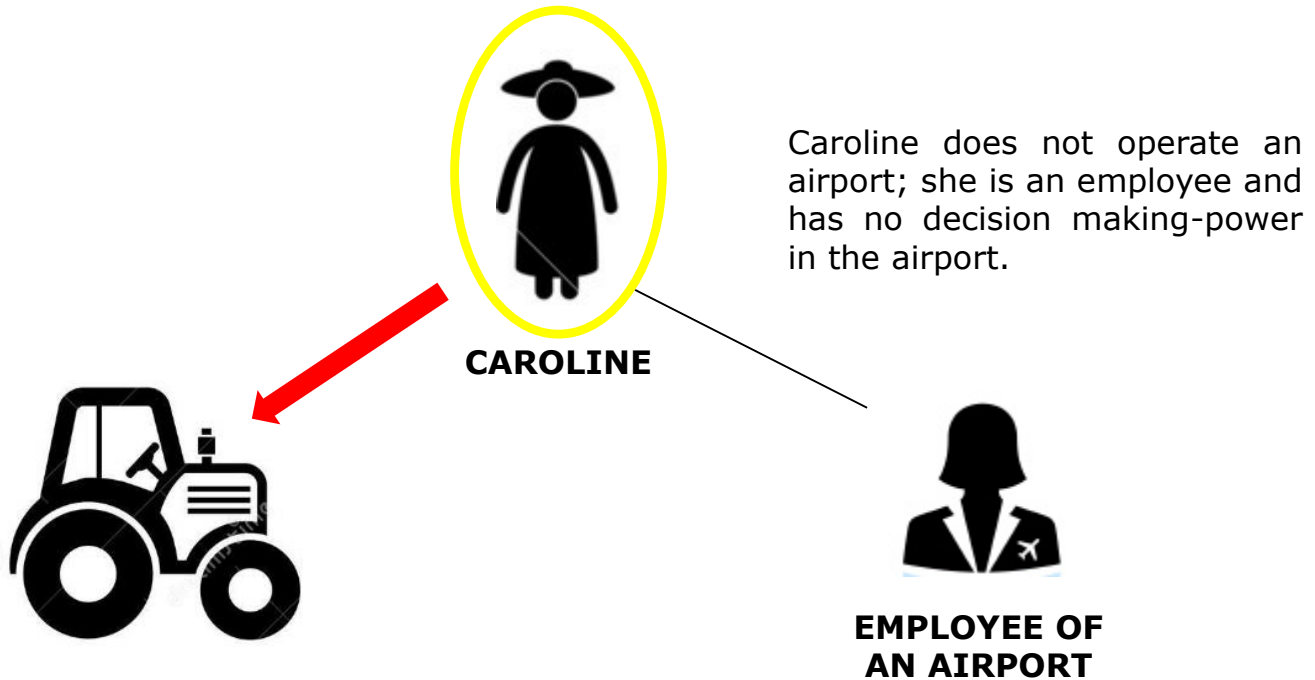 Caroline does not operate an
airport; she is an employee and
has no decision making-power
in the airport.
CAROLINE
EMPLOYEE OF
AN AIRPORT